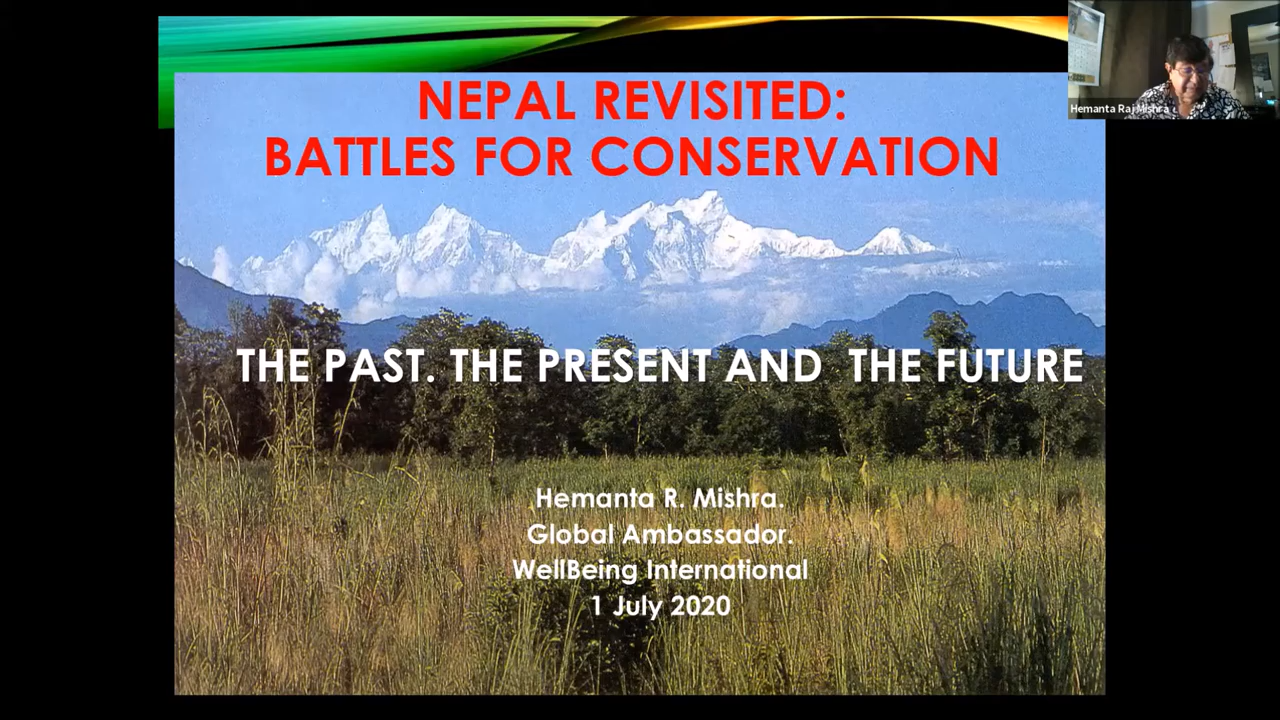 NEPAL REVISITED:
BATTLES FOR CONSERVATION
Hemanta Raj Mishra
THE PAST. THE PRESENT AND THE FUTURE
Hemanta R. Mishra.
Global Ambassador.
WellBeing International
1 July 2020